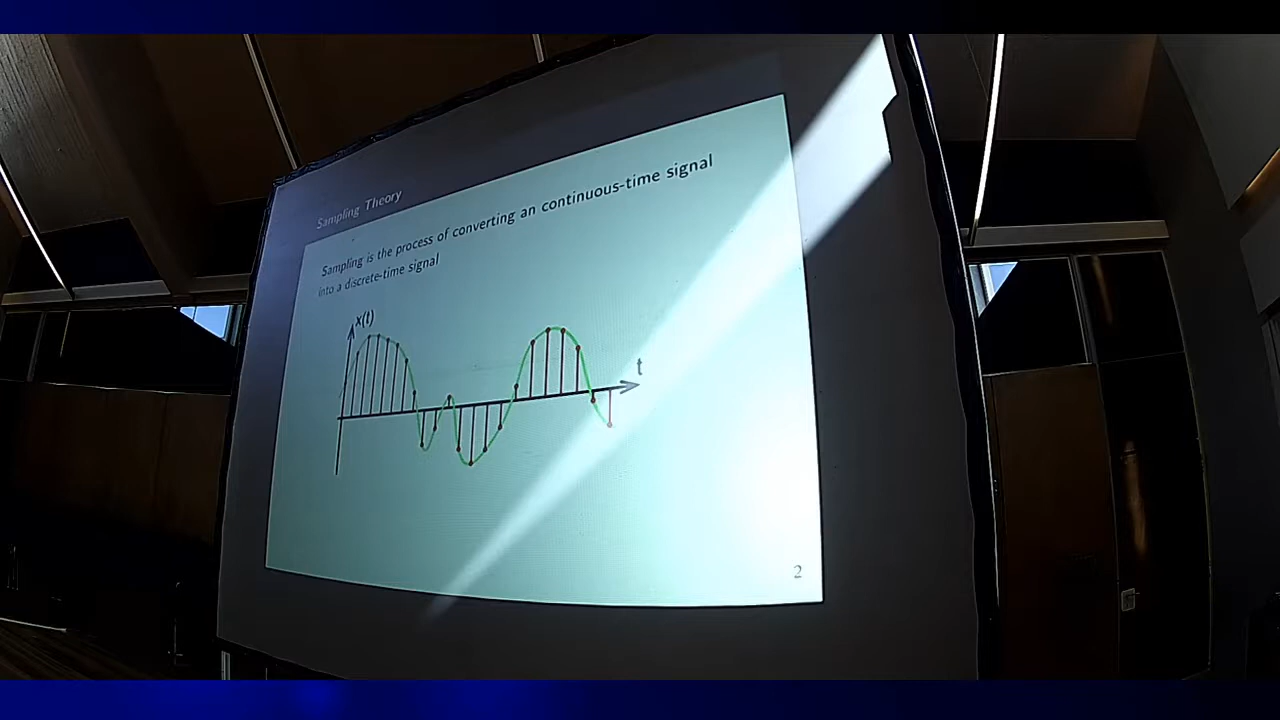 Sampling Theory
Sampling is the process of converting an continuous-time signal
into a discrete-time signal
x(t)
t
2